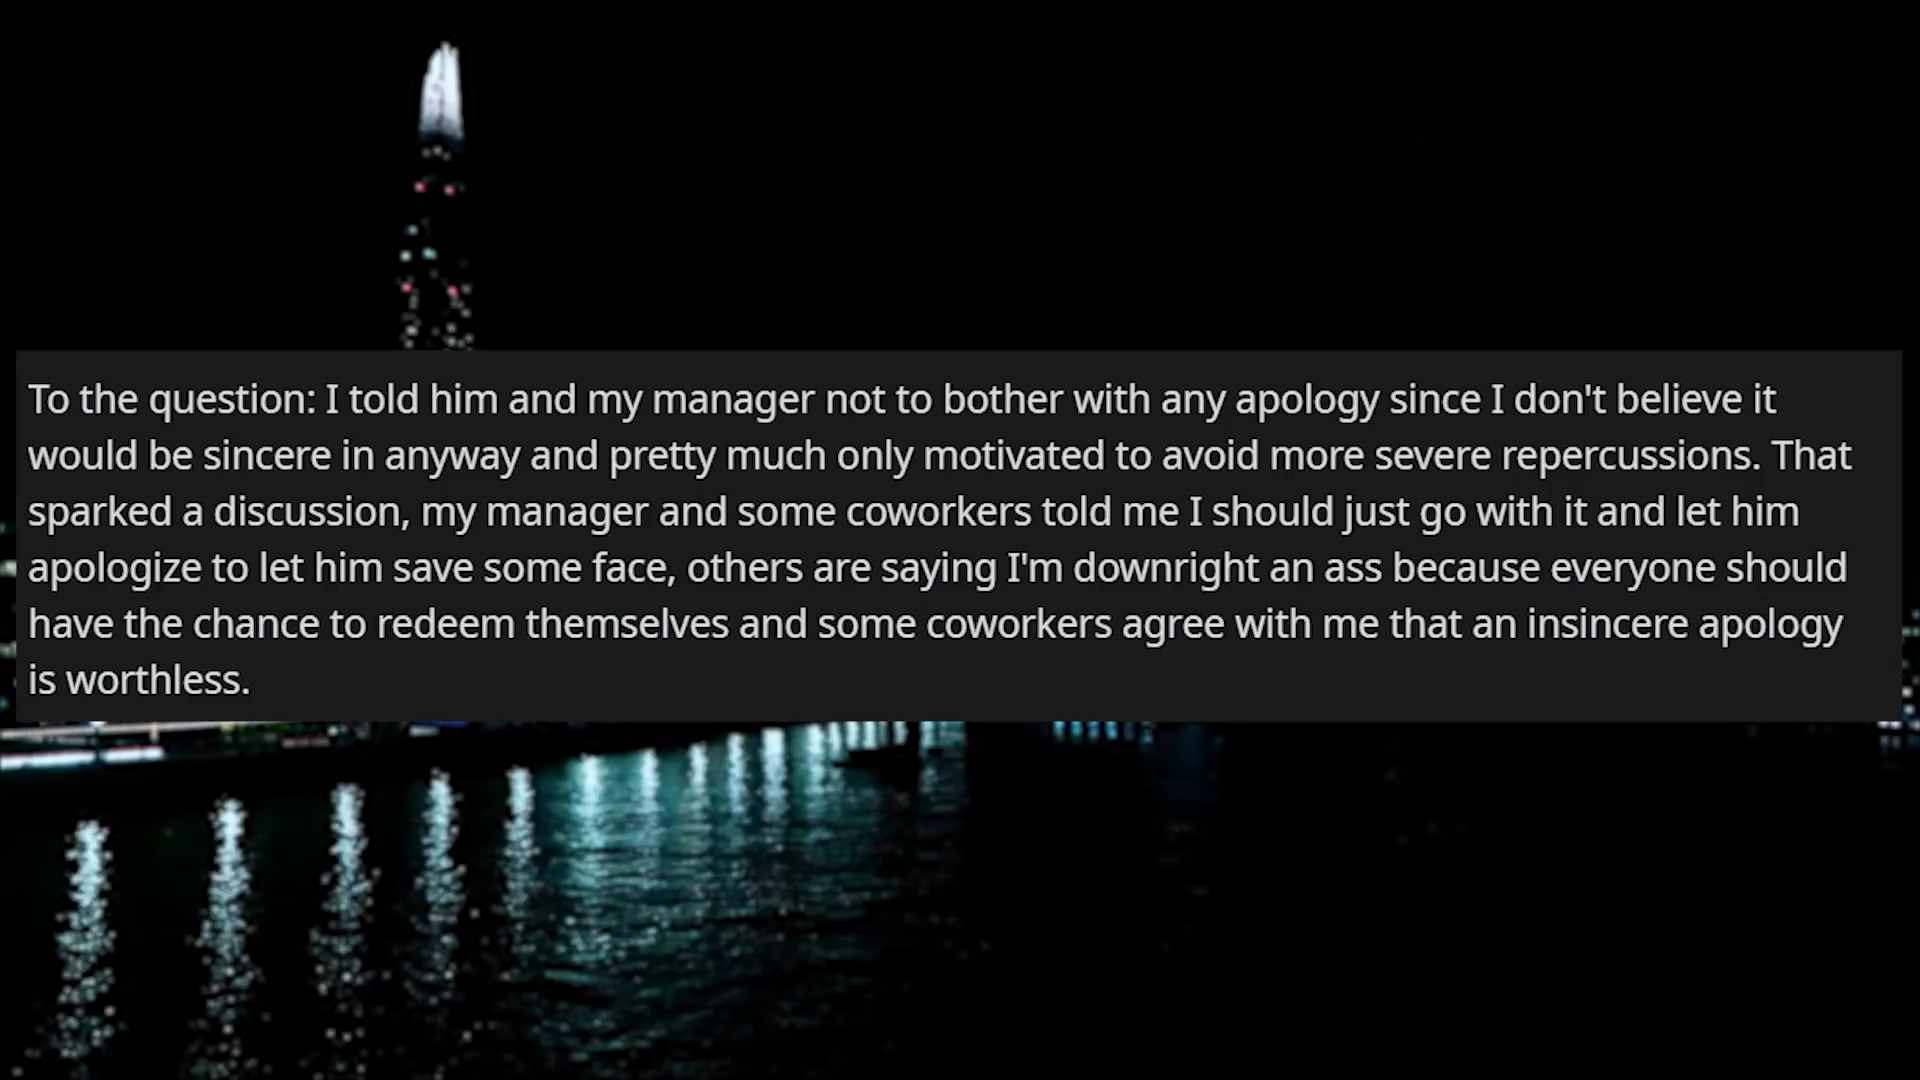 To the question: I told him and my manager not to bother with any apology since I don't believe it
would be sincere in anyway and pretty much only motivated to avoid more severe repercussions. That
sparked a discussion, my manager and some coworkers told me I should just go with it and let him
apologize to let him save some face, others are saying I'm downright an ass because everyone should
have the chance to redeem themselves and some coworkers agree with me that an insincere apology
is worthless.